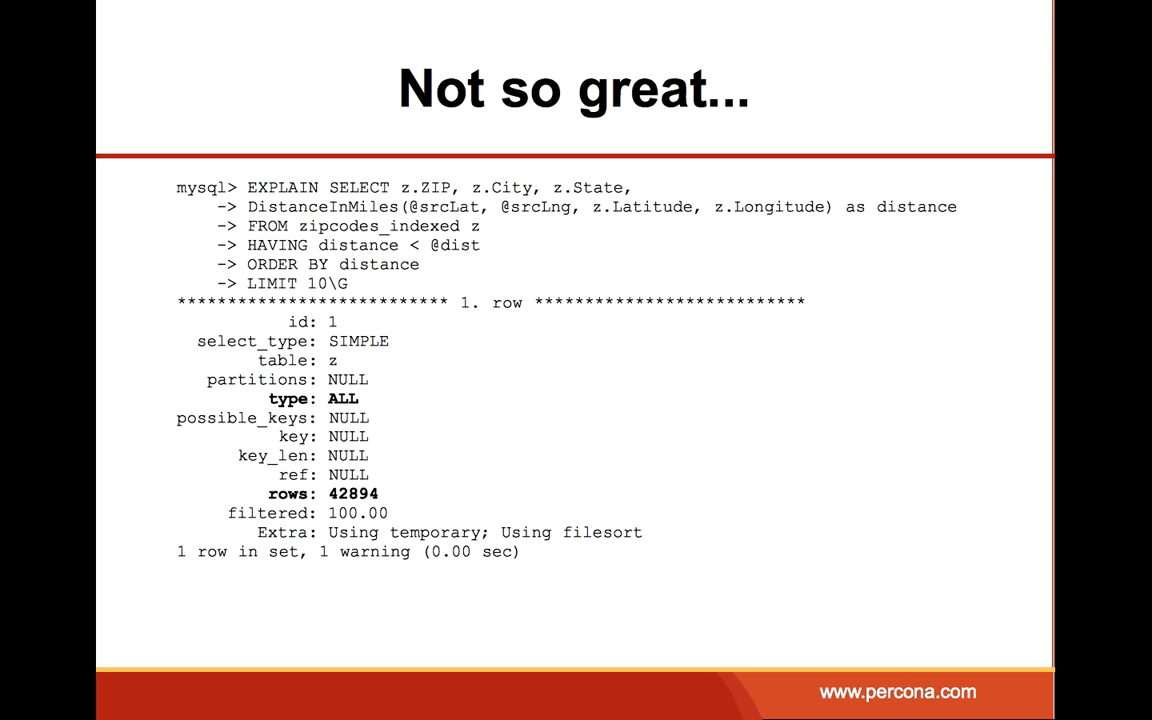 Not so great...
mysql> EXPLAIN SELECT z.ZIP, z.City, z.State,
-> DistanceInMiles(@srcLat, @srcLng, z.Latitude, z.Longitude) as distance
-> FROM zipcodes_indexed z
-> HAVING distance < @dist
-> ORDER BY distance
-> LIMIT 10\G
*************************** 1. row ***************************
id: 1
select_type: SIMPLE
table: z
partitions: NULL
type: ALL
possible_keys: NULL
key: NULL
key_len: NULL
ref: NULL
rows: 42894
filtered: 100.00
Extra: Using temporary; Using filesort
1 row in set, 1 warning (0.00 sec)
www.percona.com